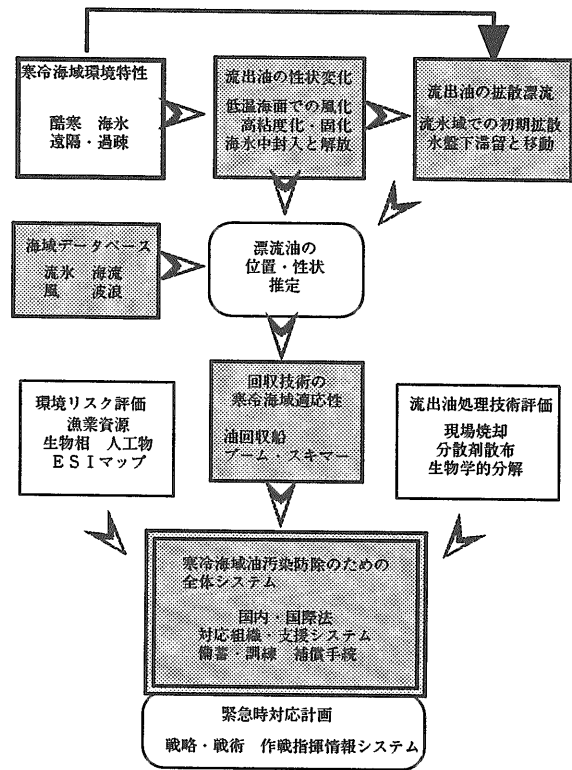 寒冷海域環境特性
酷寒 海氷
遠隔・過疎
流出油の性状変化
低温海面での風化
高粘度化・固化
海氷中封入と解放
流出油の拡散漂流
流氷域での初期拡散
氷盤下滞留と移動
海域データベース
流氷 海流
風 波浪
漂流油の
位置・性状
推定
回収技術の
寒冷海域適応性
油回収船
ブーム・スキマー
環境リスク評価
漁業資源
生物相 人工物
ESIマップ
流出油処理技術評価
現場焼却
分散剤散布
生物学的分解
寒冷海域油汚染防除のための
全体システム
国内・国際法
対応組織・支援システム
備蓄・訓練 補償手続
緊急時対応計画
戦略・戦術 作戦指揮情報システム